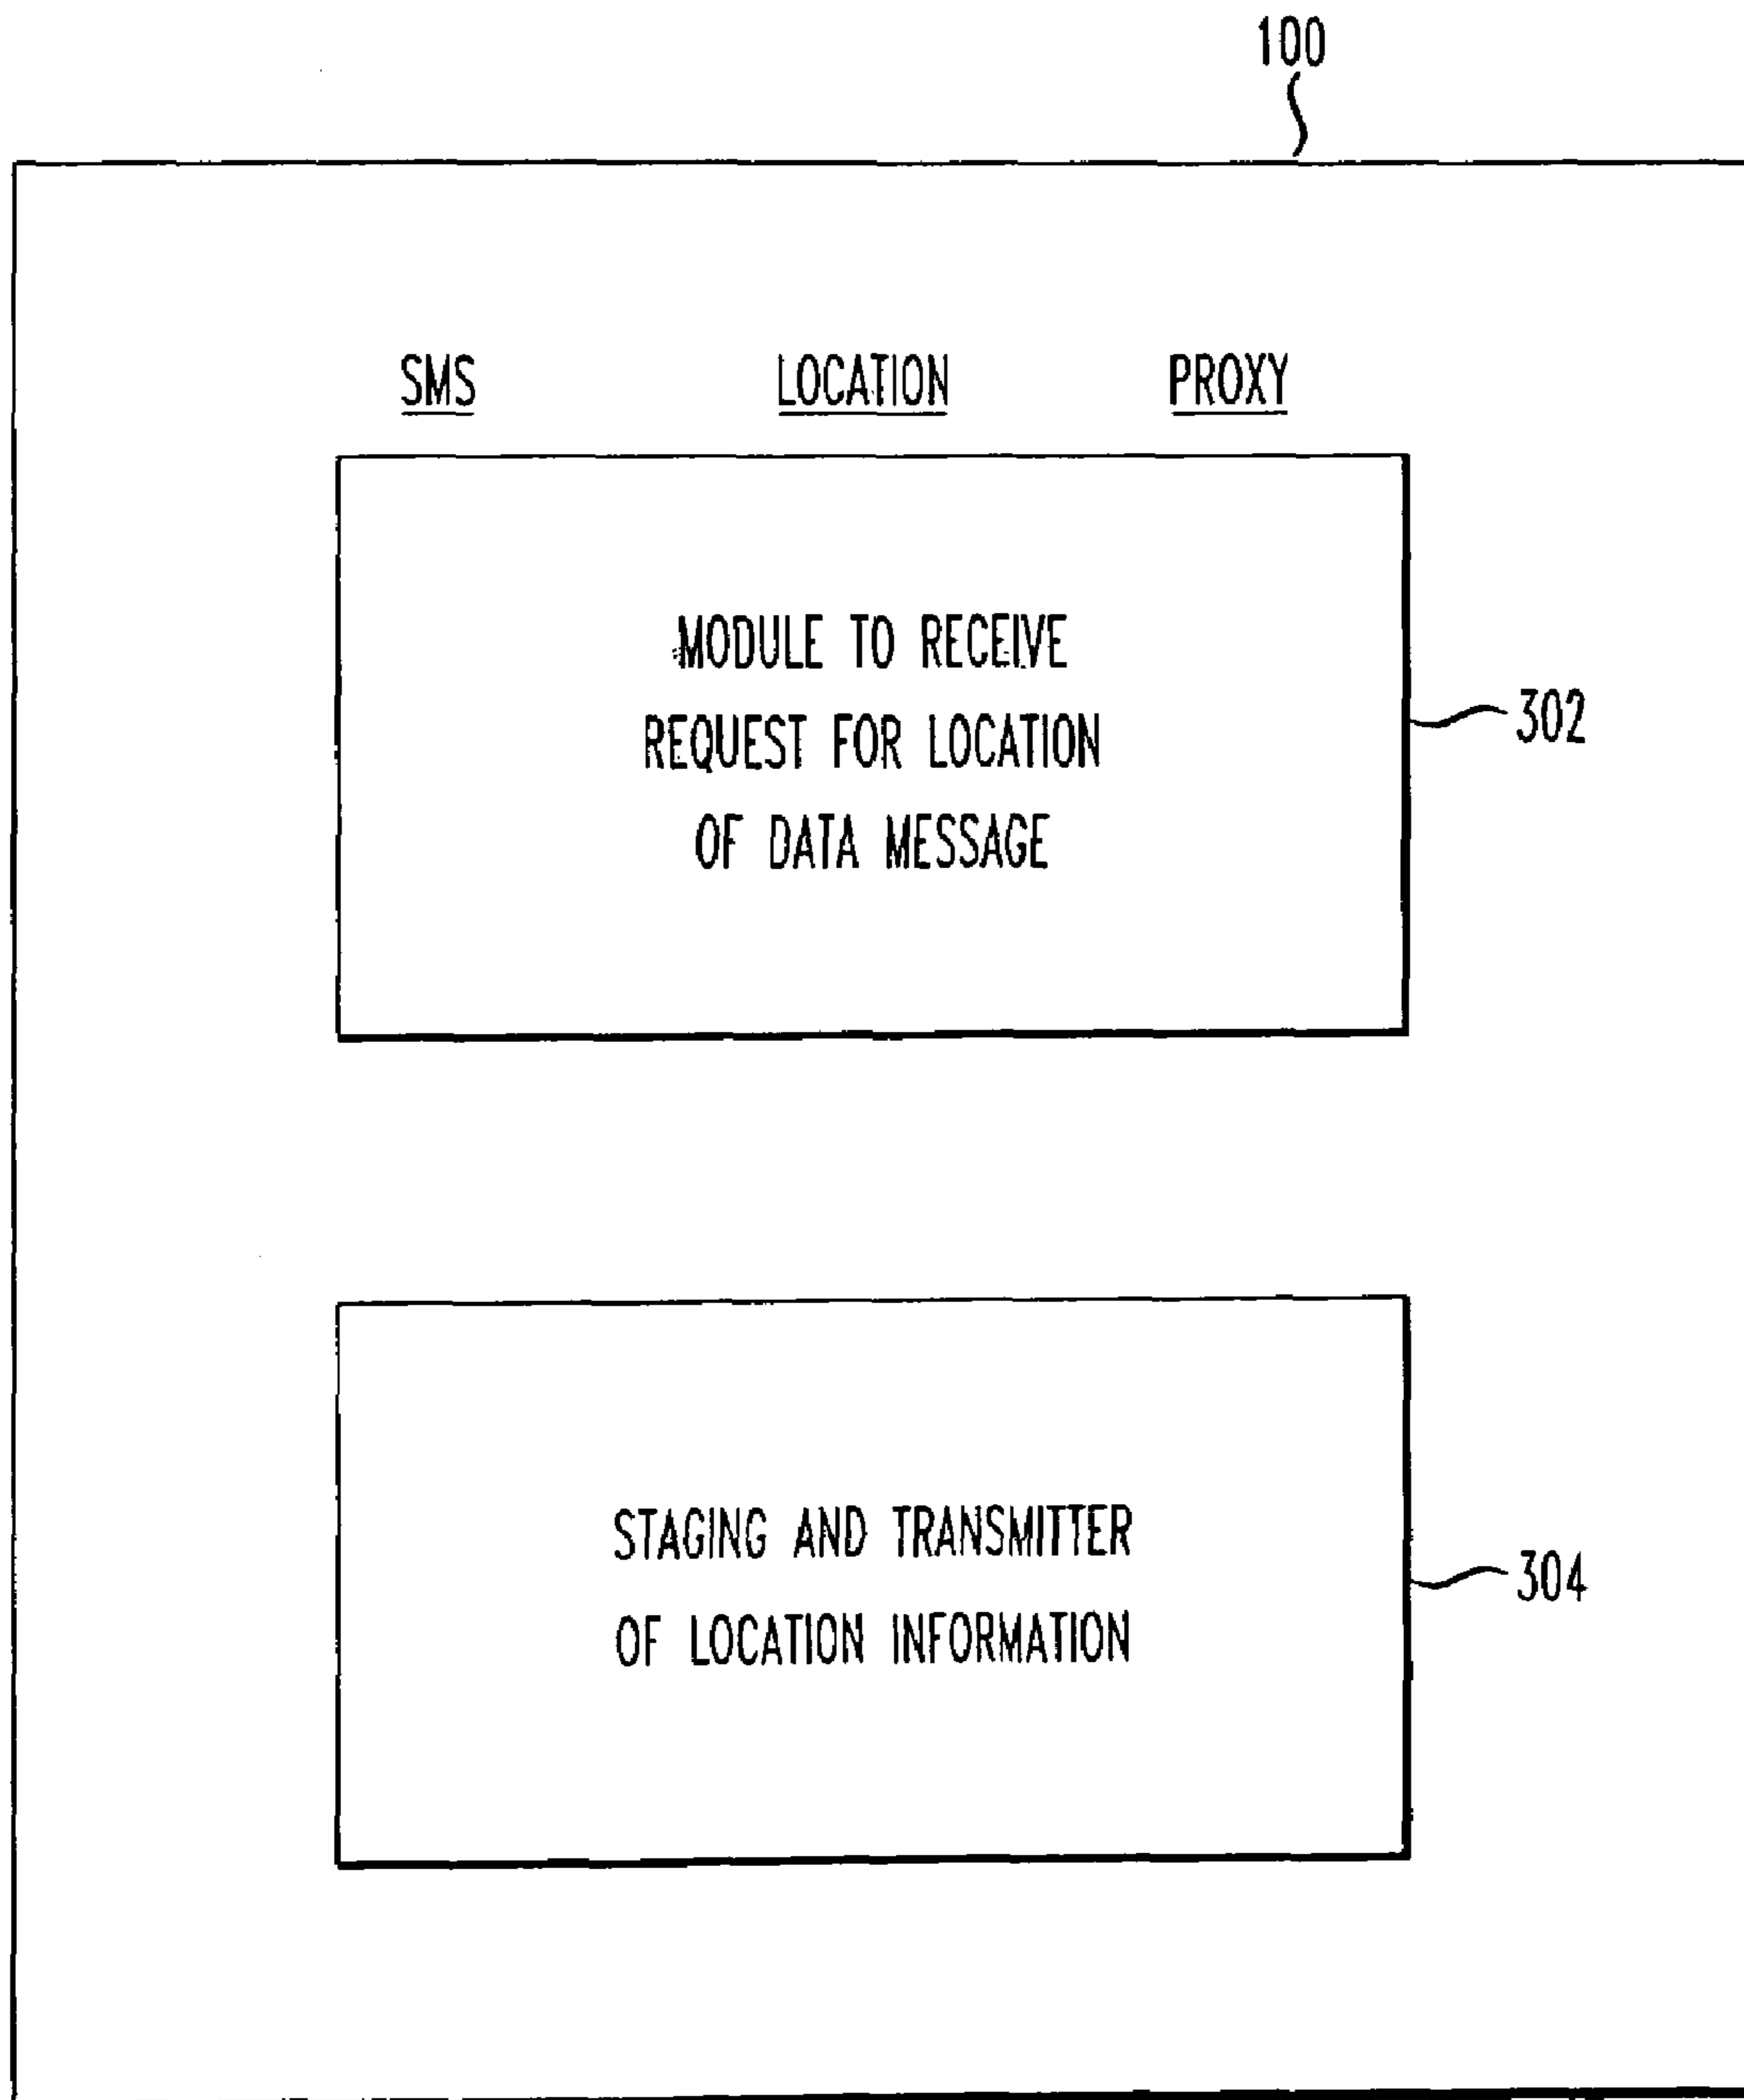 100
SMS LOCATION PROXY
MODULE TO RECEIVE
REQUEST FOR LOCATION
OF DATA MESSAGE
302
STAGING AND TRANSMITTER
OF LOCATION INFORMATION
304